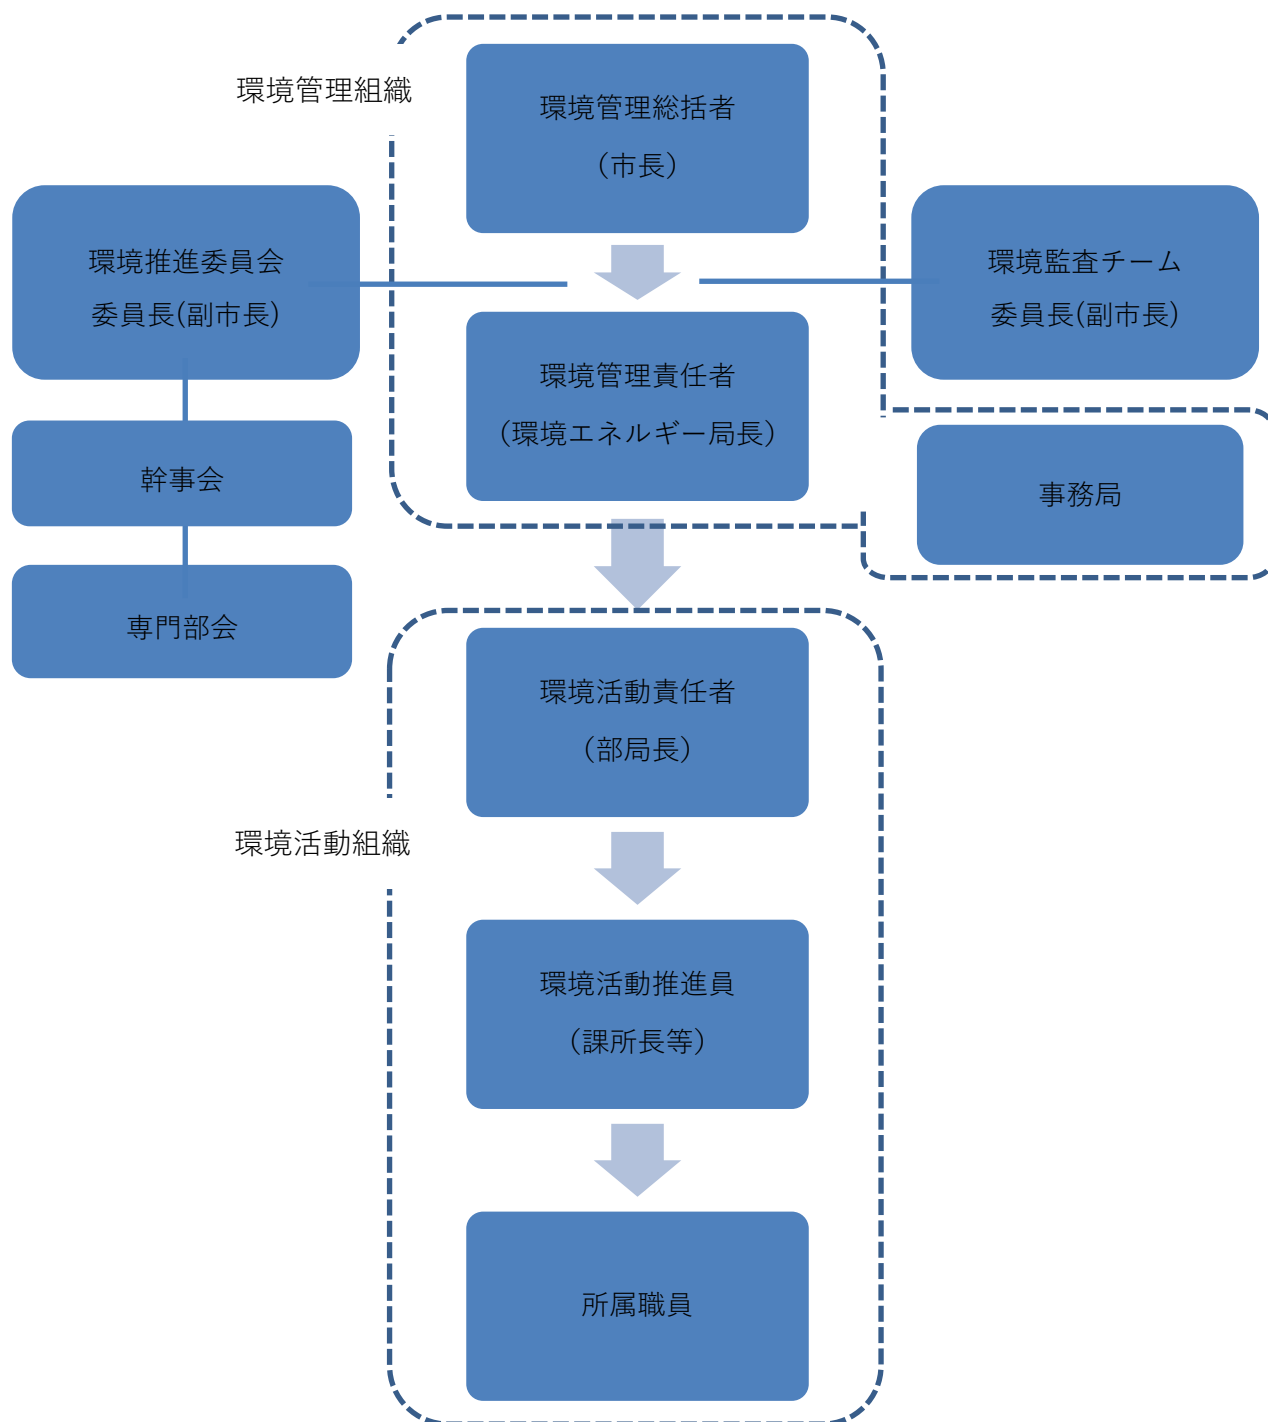 環境管理組織
環境管理総括者
（市長）
環境推進委員会
委員長(副市長)
環境監査チーム
委員長(副市長)
環境管理責任者
（環境エネルギー局長）
幹事会
事務局
専門部会
環境活動責任者
（部局長）
環境活動組織
環境活動推進員
（課所長等）
所属職員